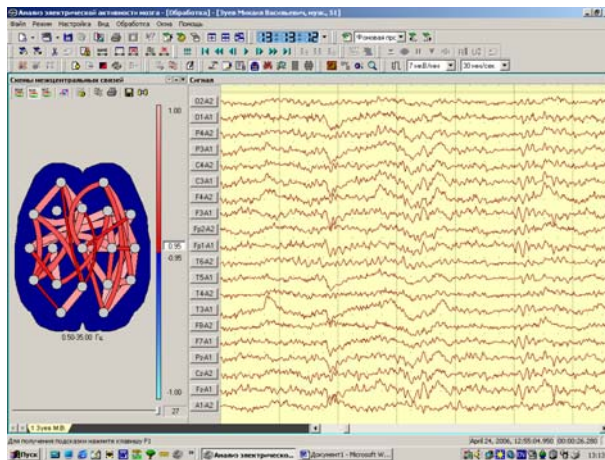 Анализ электрической активности мозга - [Обработка] - [Зуев Михаил Васильевич, муж., 51]
Файл Режим Настройка Вид Обработка Окна Помощь
13:13:12
Фоновая прс
7 мкВ/мм
30 мм/сек
Схемы межцентральных связей
Сигнал
1.00
0.95
-0.95
-1.00
27
0.50-35.00 Гц
O2-A2
O1-A1
P4-A2
P3-A1
C4-A2
C3-A1
F4-A2
F3-A1
Fp2-A2
Fp1-A1
T6-A2
T5-A1
T4-A2
T3-A1
F8-A2
F7-A1
Pz-A1
Cz-A2
Fz-A1
A1-A2
1 Зуев М.В.
Для получения подсказки нажмите клавишу F1
April 24, 2006, 12:55:04.950
00:00:26.280
Пуск
Анализ электрическо...
Документ1 - Microsoft W...
13:13